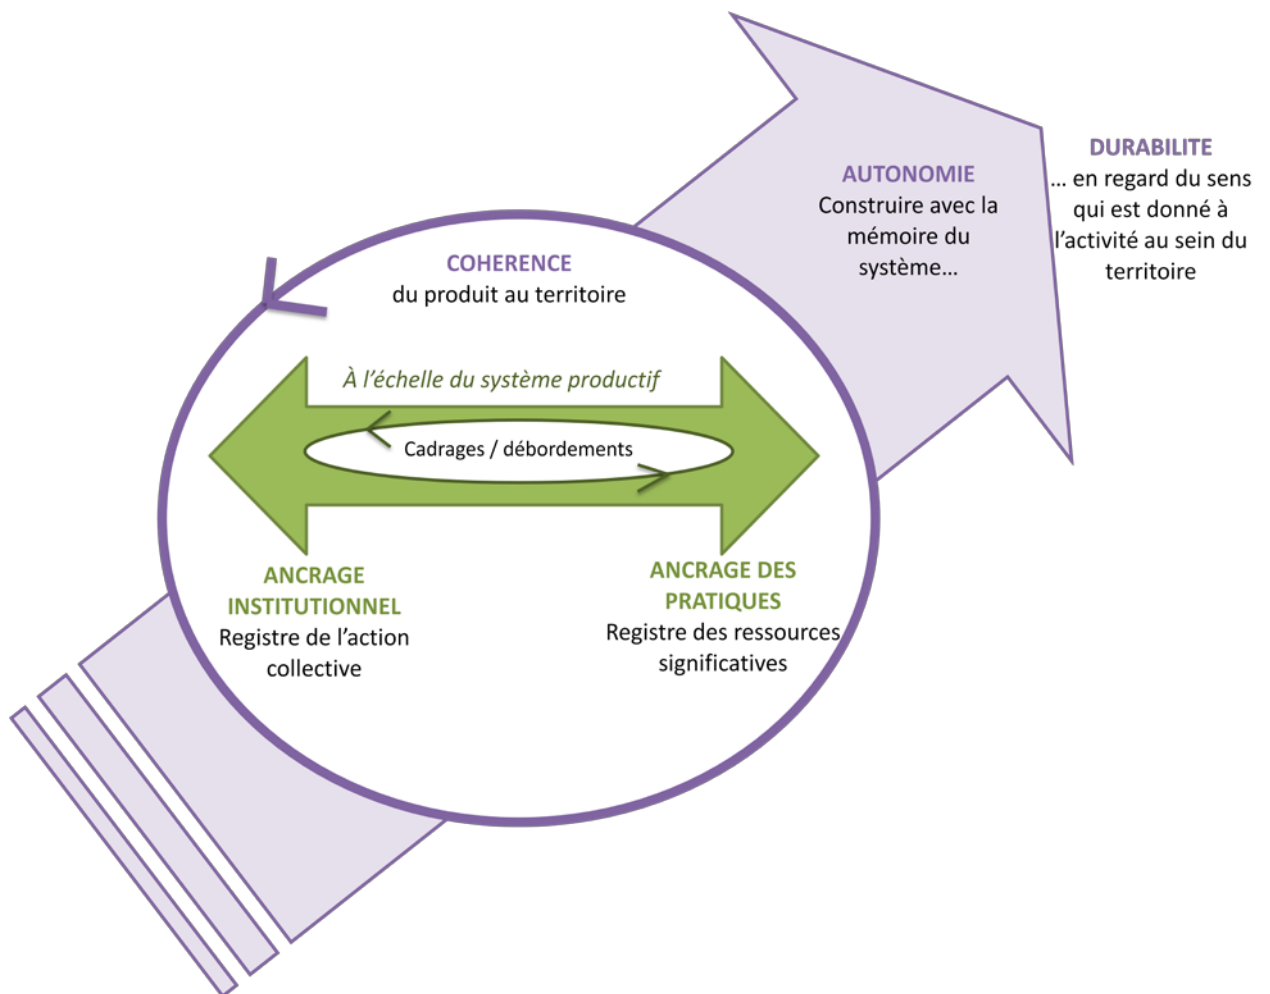 DURABILITE
... en regard du sens
qui est donné à
l’activité au sein du
territoire
AUTONOMIE
Construire avec la
mémoire du
système...
COHERENCE
du produit au territoire
À l’échelle du système productif
Cadrages / débordements
ANCRAGE
INSTITUTIONNEL
Registre de l’action
collective
ANCRAGE DES
PRATIQUES
Registre des ressources
significatives